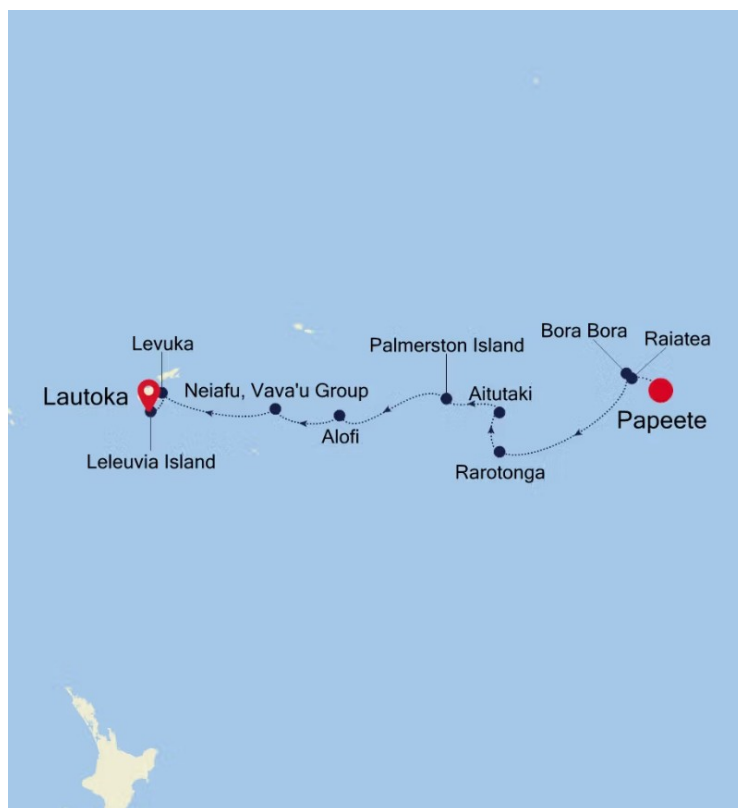 Bora Bora
Raiatea
Levuka
Palmerston Island
Neiafu, Vava'u Group
Aitutaki
Lautoka
Papeete
Alofi
Leleuvia Island
Rarotonga